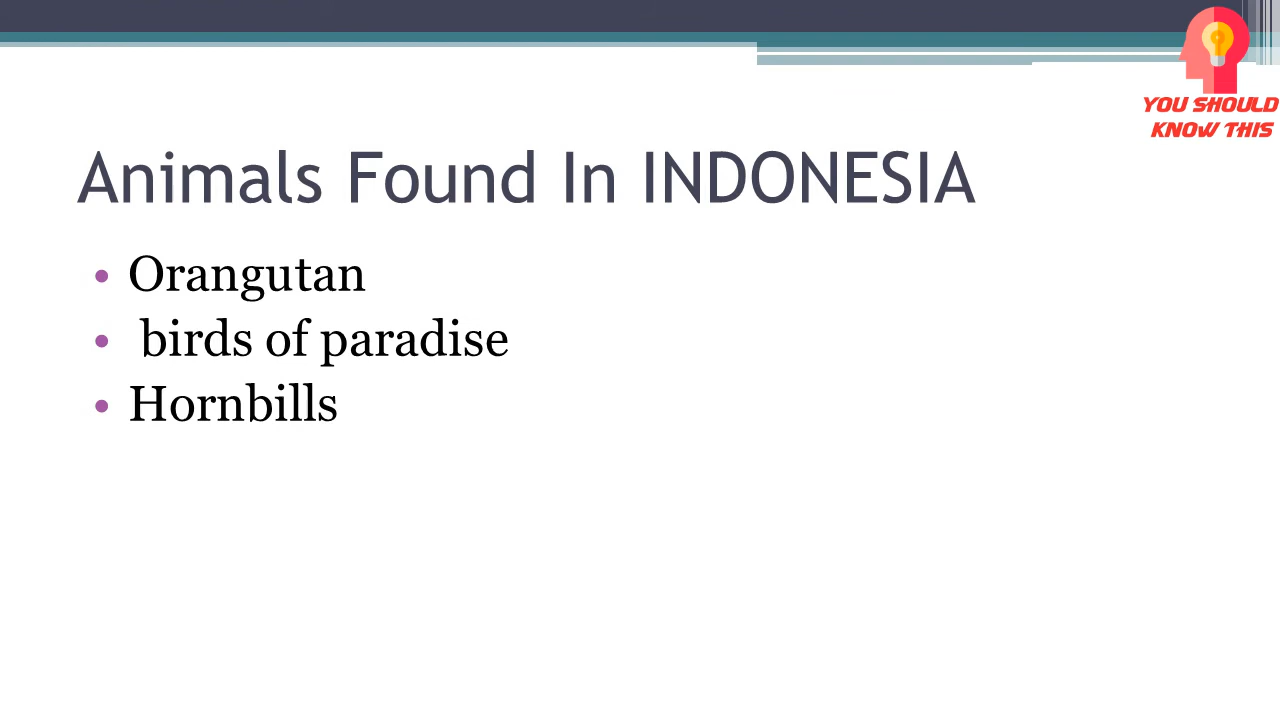 YOU SHOULD
KNOW THIS
Animals Found In INDONESIA
• Orangutan
• birds of paradise
• Hornbills